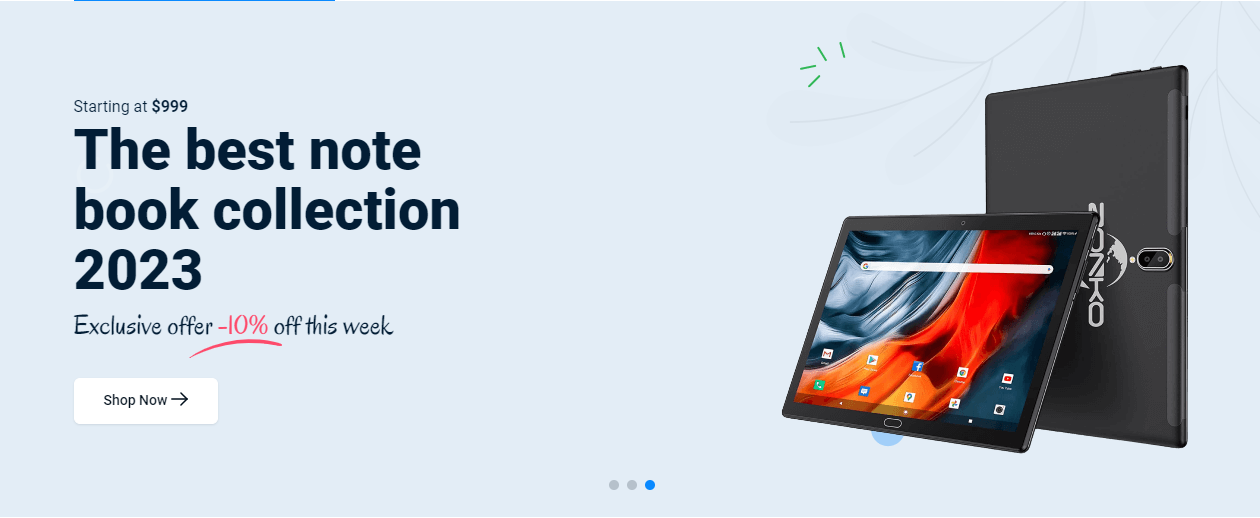 Starting at $999
The best note
book collection
2023
Exclusive offer -10% off this week
Shop Now
ZONKO